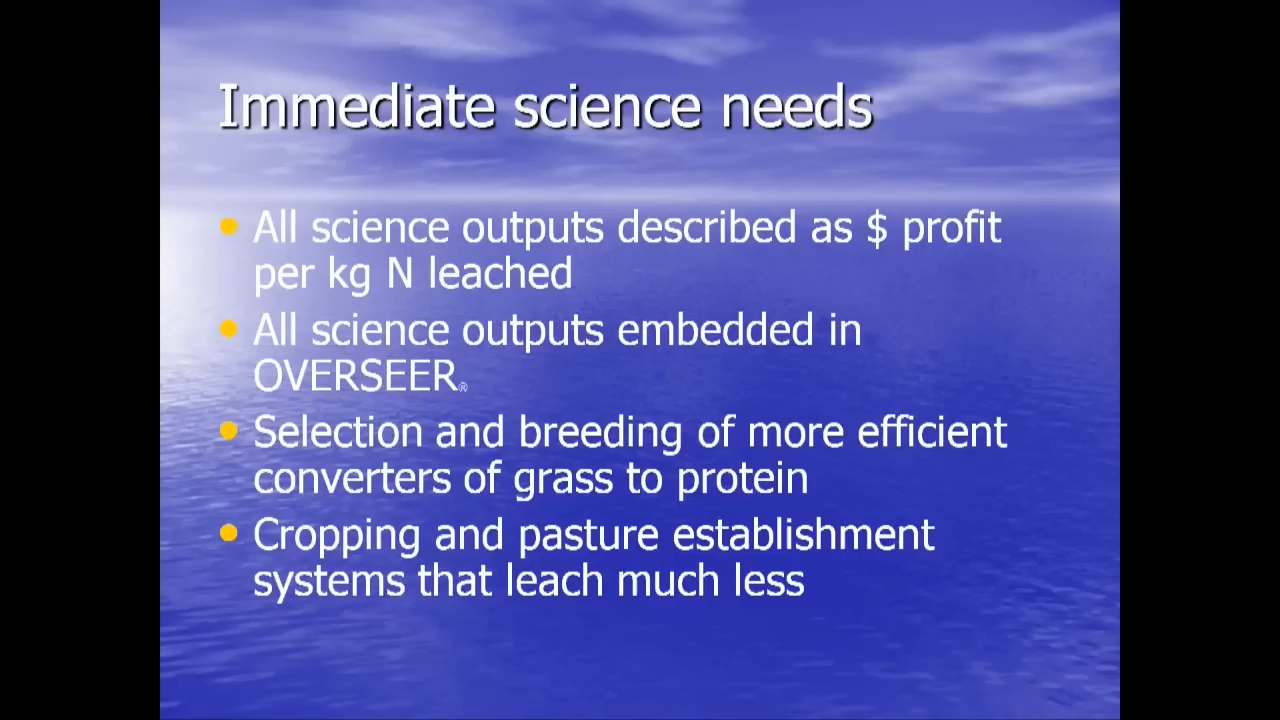 Immediate science needs
All science outputs described as $ profit
per kg N leached
All science outputs embedded in
OVERSEER®
Selection and breeding of more efficient
converters of grass to protein
Cropping and pasture establishment
systems that leach much less